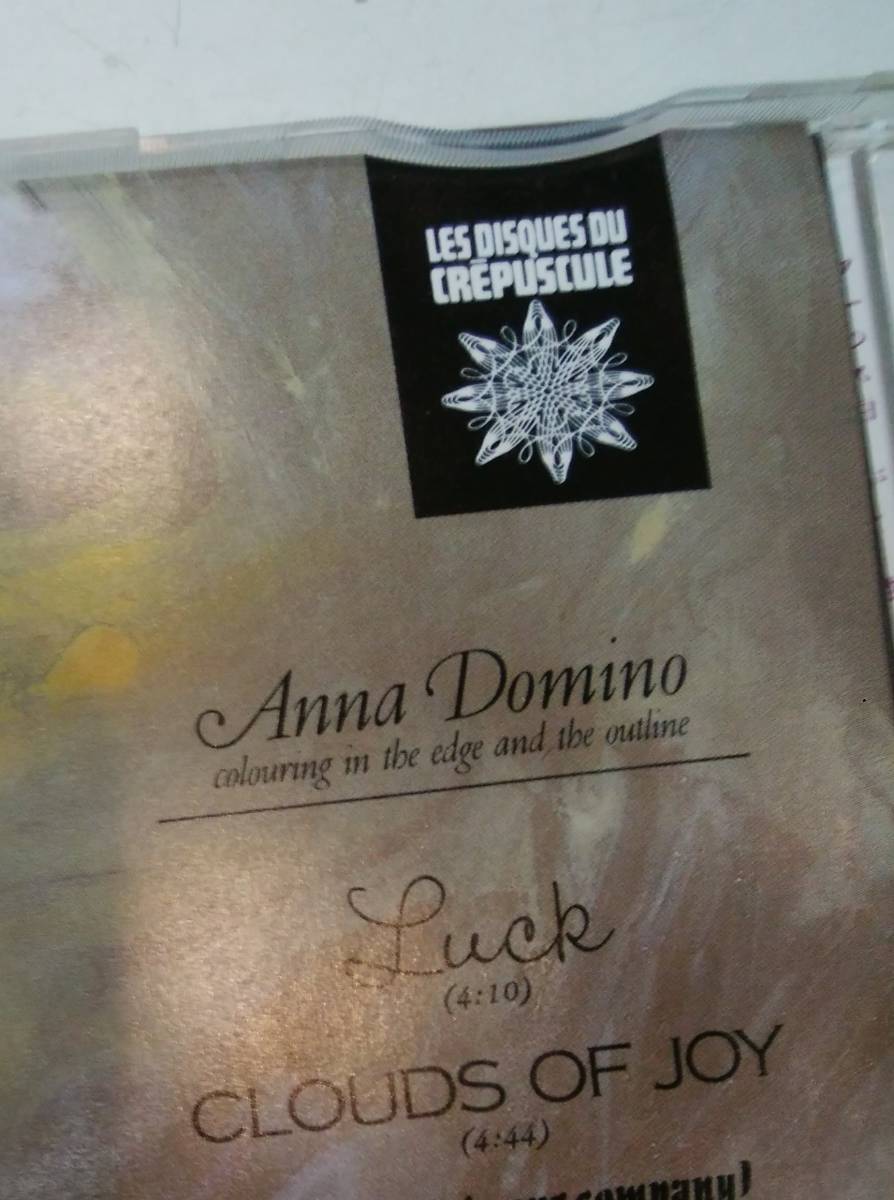 LES DISQUES DU
CRÉPUSCULE
Anna Domino
colouring in the edge and the outline
Luck
(4:10)
CLOUDS OF JOY
(4:44)
company)